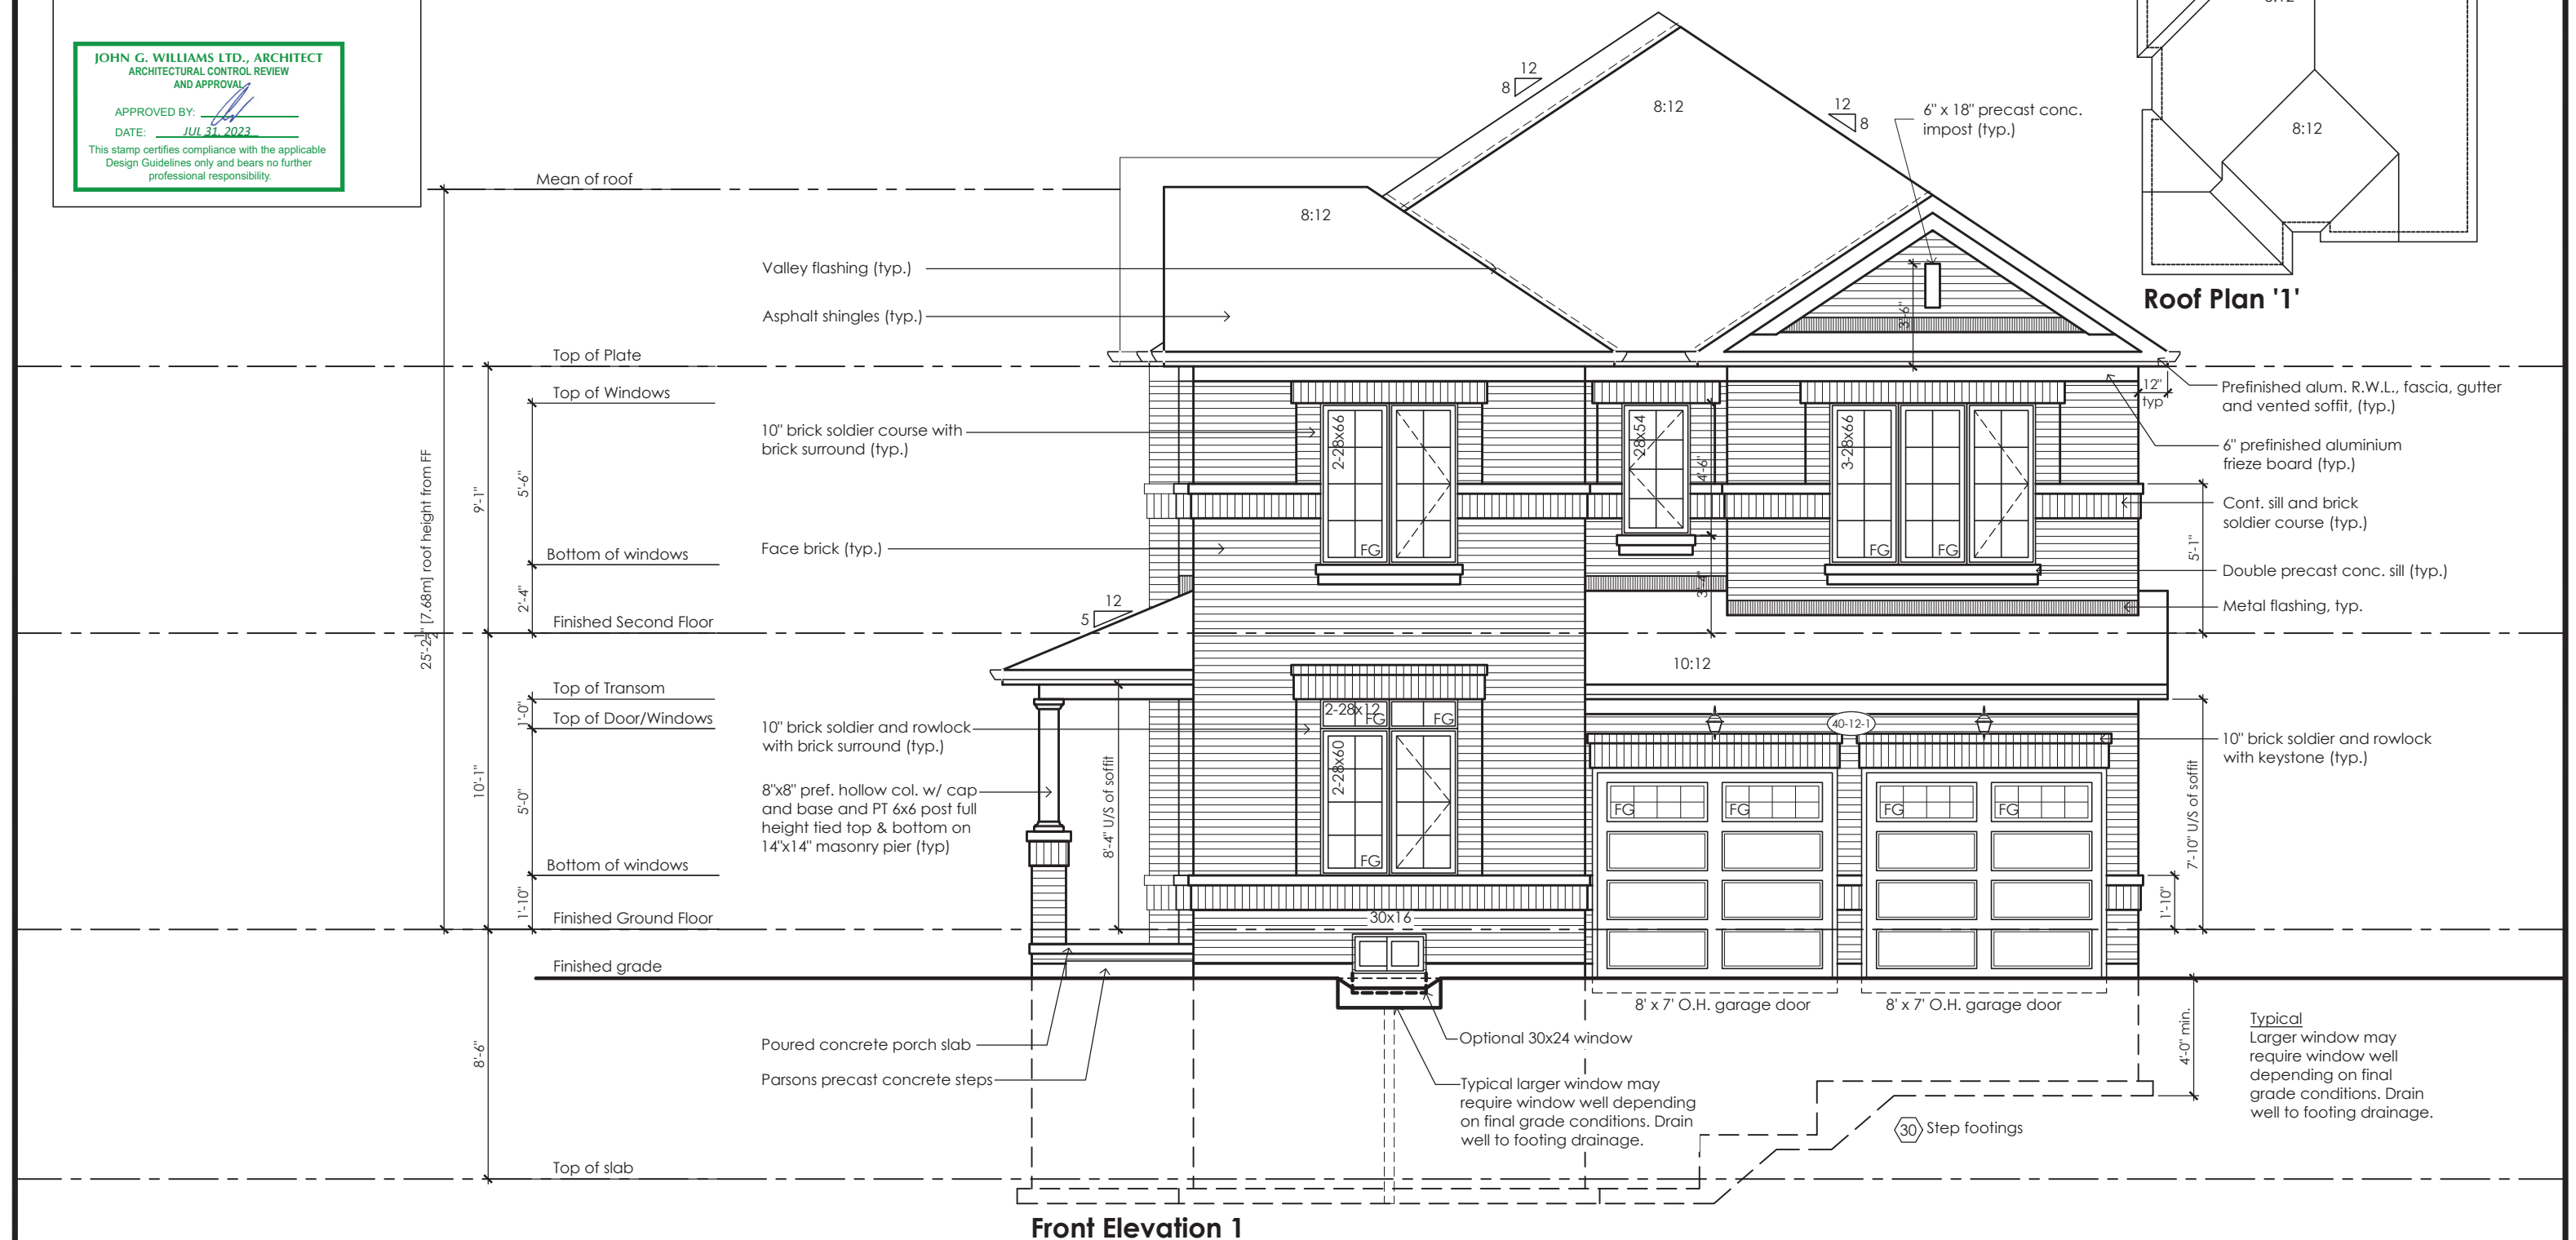 JOHN G. WILLIAMS LTD., ARCHITECT
ARCHITECTURAL CONTROL REVIEW
AND APPROVAL
APPROVED BY:
DATE: JUL 31, 2023
This stamp certifies compliance with the applicable
Design Guidelines only and bears no further
professional responsibility.
8:12
8:12
Roof Plan '1'
12
8
8:12
12
8
6" x 18" precast conc.
impost (typ.)
Mean of roof
8:12
Valley flashing (typ.)
Asphalt shingles (typ.)
3'-6"
Top of Plate
Top of Windows
12"
typ
Prefinished alum. R.W.L., fascia, gutter
and vented soffit, (typ.)
10" brick soldier course with
brick surround (typ.)
2-28x66
28x54
3-28x66
6" prefinished aluminium
frieze board (typ.)
25'-2½" [7.68m] roof height from FF
9'-1"
5'-6"
4'-6"
Cont. sill and brick
soldier course (typ.)
Face brick (typ.)
FG
FG
FG
5'-1"
Bottom of windows
Double precast conc. sill (typ.)
2'-4"
3'-4"
Metal flashing, typ.
12
5
Finished Second Floor
10:12
Top of Transom
1'-0"
Top of Door/Windows
2-28x12
FG
FG
40-12-1
10" brick soldier and rowlock
with brick surround (typ.)
10" brick soldier and rowlock
with keystone (typ.)
10'-1"
5'-0"
2-28x60
8'-4" U/S of soffit
7'-10" U/S of soffit
8"x8" pref. hollow col. w/ cap
and base and PT 6x6 post full
height tied top & bottom on
14"x14" masonry pier (typ)
FG
FG
FG
FG
FG
Bottom of windows
1'-10"
1'-10"
Finished Ground Floor
30x16
Finished grade
8' x 7' O.H. garage door
8' x 7' O.H. garage door
8'-6"
Poured concrete porch slab
Parsons precast concrete steps
Optional 30x24 window
Typical larger window may
require window well depending
on final grade conditions. Drain
well to footing drainage.
4'-0" min.
30
Step footings
Typical
Larger window may
require window well
depending on final
grade conditions. Drain
well to footing drainage.
Top of slab
Front Elevation 1